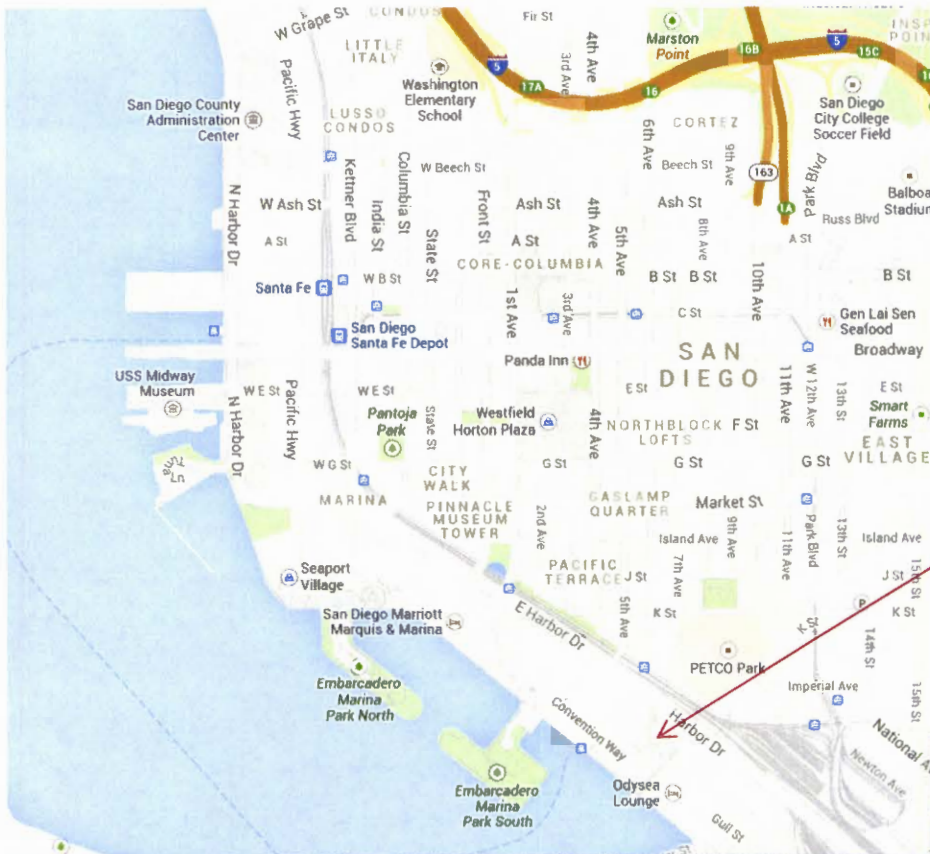 W Grape St
CONDOS
Fir St
Marston
Point
INSP
POIN
LITTLE
ITALY
Pacific Hwy
3rd Ave
4th Ave
5
16B
5
15C
Washington
Elementary
School
17A
16
San Diego County
Administration
Center
LUSSO
CONDOS
6th Ave
CORTEZ
San Diego
City College
Soccer Field
W Beech St
Beech St
9th Ave
163
Park Blvd
Balboa
Stadium
N Harbor Dr
Kettner Blvd
Columbia St
India St
W Ash St
Front St
Ash St
4th Ave
Ash St
1A
Russ Blvd
A St
State St
A St
5th Ave
8th Ave
A St
CORE-COLUMBIA
Santa Fe
W B St
B St
B St
10th Ave
B St
1st Ave
3rd Ave
C St
Gen Lai Sen
Seafood
San Diego
Santa Fe Depot
Broadway
Panda Inn
SAN
DIEGO
USS Midway
Museum
W E St
Pacific Hwy
W E St
E St
11th Ave
W 12th Ave
13th St
E St
N Harbor Dr
Pantoja
Park
State St
Westfield
Horton Plaza
4th Ave
NORTHBLOCK
LOFTS
F St
Smart
Farms
EAST
VILLAGE
W G St
CITY
WALK
G St
G St
G St
MARINA
PINNACLE
MUSEUM
TOWER
2nd Ave
GASLAMP
QUARTER
Market St
Island Ave
9th Ave
11th Ave
Park Blvd
13th St
Island Ave
Seaport
Village
PACIFIC
TERRACE
J St
7th Ave
J St
15th St
San Diego Marriott
Marquis & Marina
E Harbor Dr
5th Ave
K St
P
K St
K St
14th St
PETCO Park
Embarcadero
Marina
Park North
Imperial Ave
15th St
Convention Way
Harbor Dr
National A
Newton Ave
Embarcadero
Marina
Park South
Odysea
Lounge
Gull St